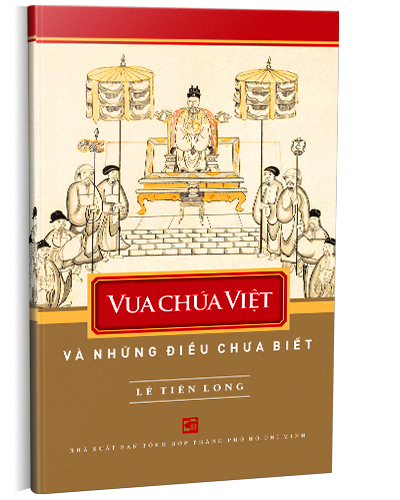 VUA CHÚA VIỆT
VÀ NHỮNG ĐIỀU CHƯA BIẾT
LÊ TIÊN LONG
NHÀ XUẤT BẢN TỔNG HỢP THÀNH PHỐ HỒ CHÍ MINH